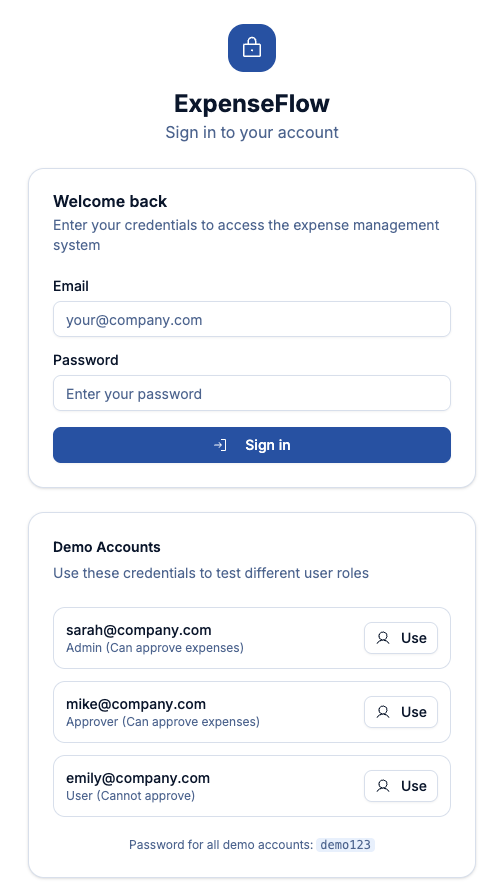 ExpenseFlow
Sign in to your account
Welcome back
Enter your credentials to access the expense management
system
Email
your@company.com
Password
Enter your password
Sign in
Demo Accounts
Use these credentials to test different user roles
sarah@company.com
Admin (Can approve expenses)
Use
mike@company.com
Approver (Can approve expenses)
Use
emily@company.com
User (Cannot approve)
Use
Password for all demo accounts: demo123